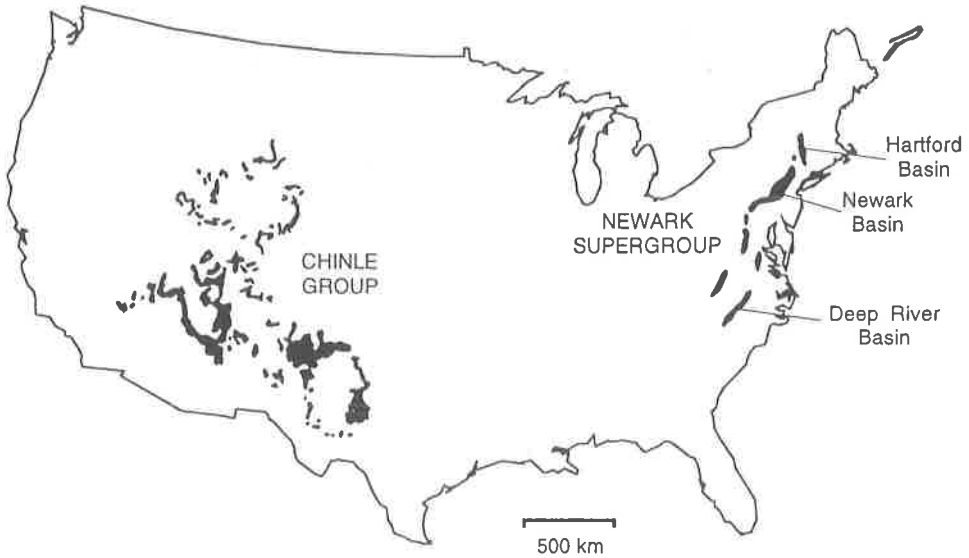 Hartford
Basin
Newark
Basin
NEWARK
SUPERGROUP
CHINLE
GROUP
Deep River
Basin
500 km